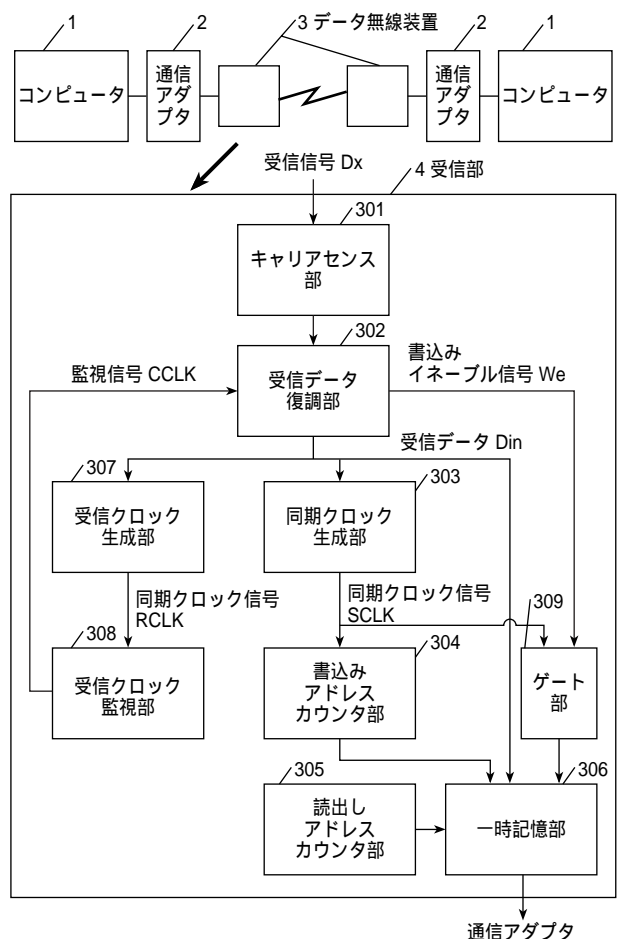 1
2
3 データ無線装置
2
1
コンピュータ
通信
アダ
プタ
通信
アダ
プタ
コンピュータ
受信信号 Dx
4 受信部
301
キャリアセンス
部
302
監視信号 CCLK
受信データ
復調部
書込み
イネーブル信号 We
受信データ Din
307
303
受信クロック
生成部
同期クロック
生成部
同期クロック信号
RCLK
同期クロック信号
SCLK
309
308
304
受信クロック
監視部
書込み
アドレス
カウンタ部
ゲート
部
305
306
読出し
アドレス
カウンタ部
一時記憶部
通信アダプタ